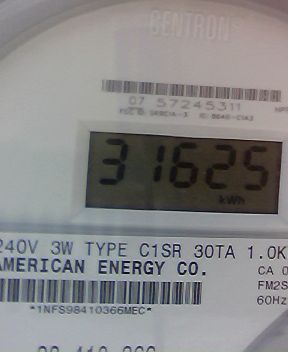 CENTRON®
07 57245311
31625
kWh
240V 3W TYPE C1SR 30TA 1.0K
AMERICAN ENERGY CO.
CA 0
FM2S
60Hz
*1NFS98410366MEC*